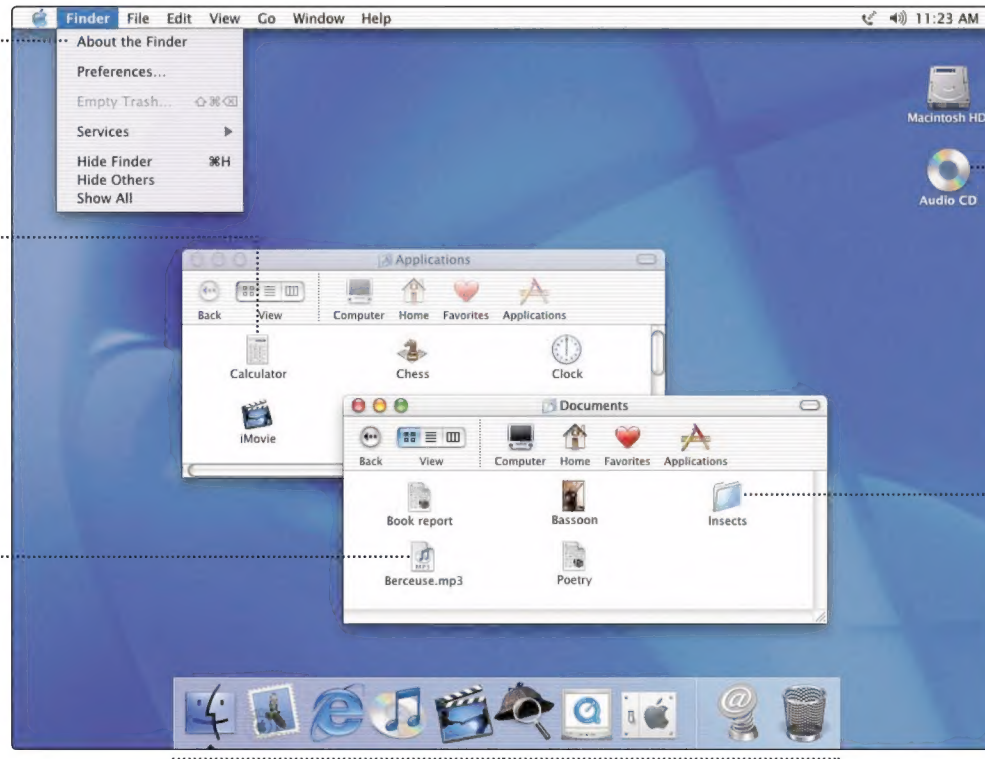 Finder File Edit View Go Window Help 11:23 AM
About the Finder
Preferences...
Empty Trash... ⇧⌘⌫
Services
Hide Finder ⌘H
Hide Others
Show All
Macintosh HD
Audio CD
Applications
Back View Computer Home Favorites Applications
Calculator Chess Clock
iMovie
Documents
Back View Computer Home Favorites Applications
Book report Bassoon Insects
MP3
Berceuse.mp3 Poetry
@